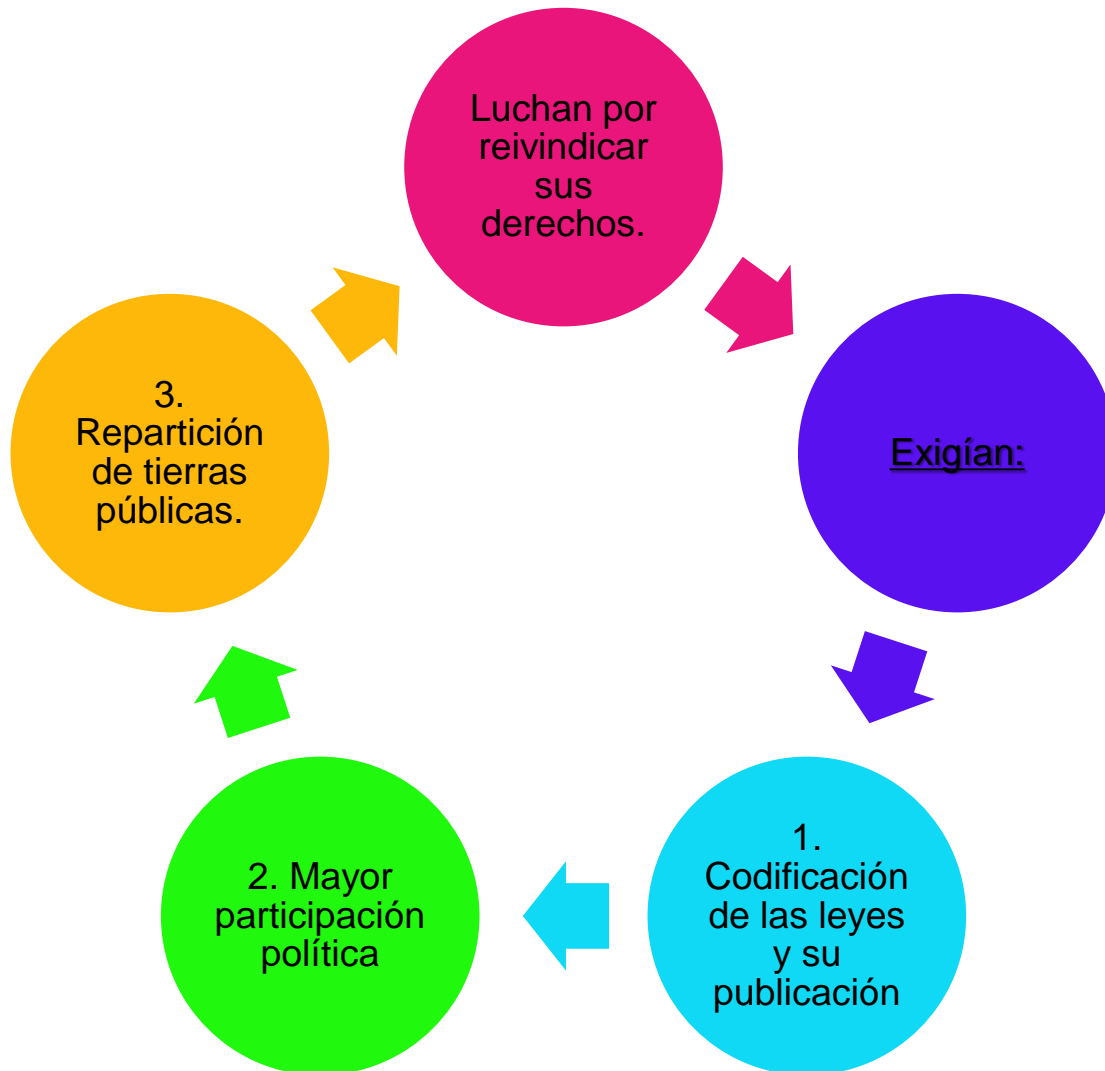 Luchan por
reivindicar
sus
derechos.
Exigían:
1.
Codificación
de las leyes
y su
publicación
2. Mayor
participación
política
3.
Repartición
de tierras
públicas.